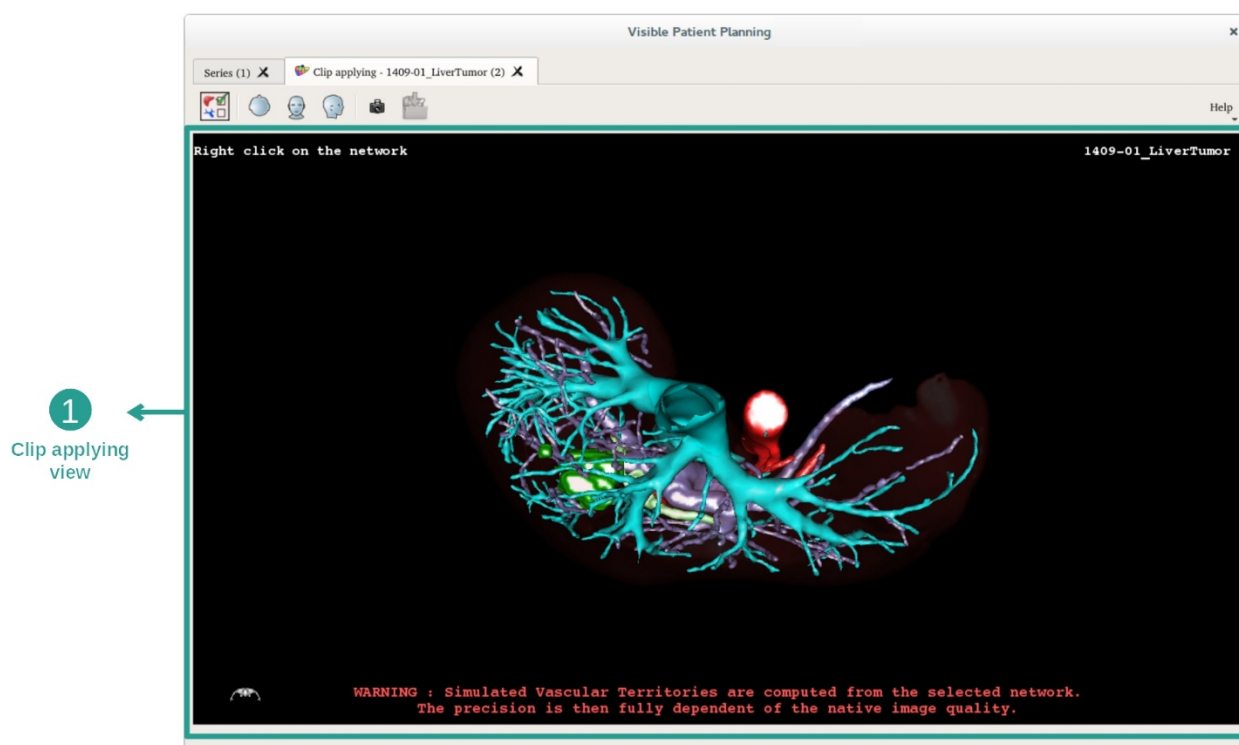 Visible Patient Planning
Series (1)
Clip applying - 1409-01_LiverTumor (2)
Help
Right click on the network
1409-01_LiverTumor
1
Clip applying
view
WARNING : Simulated Vascular Territories are computed from the selected network.
The precision is then fully dependent of the native image quality.